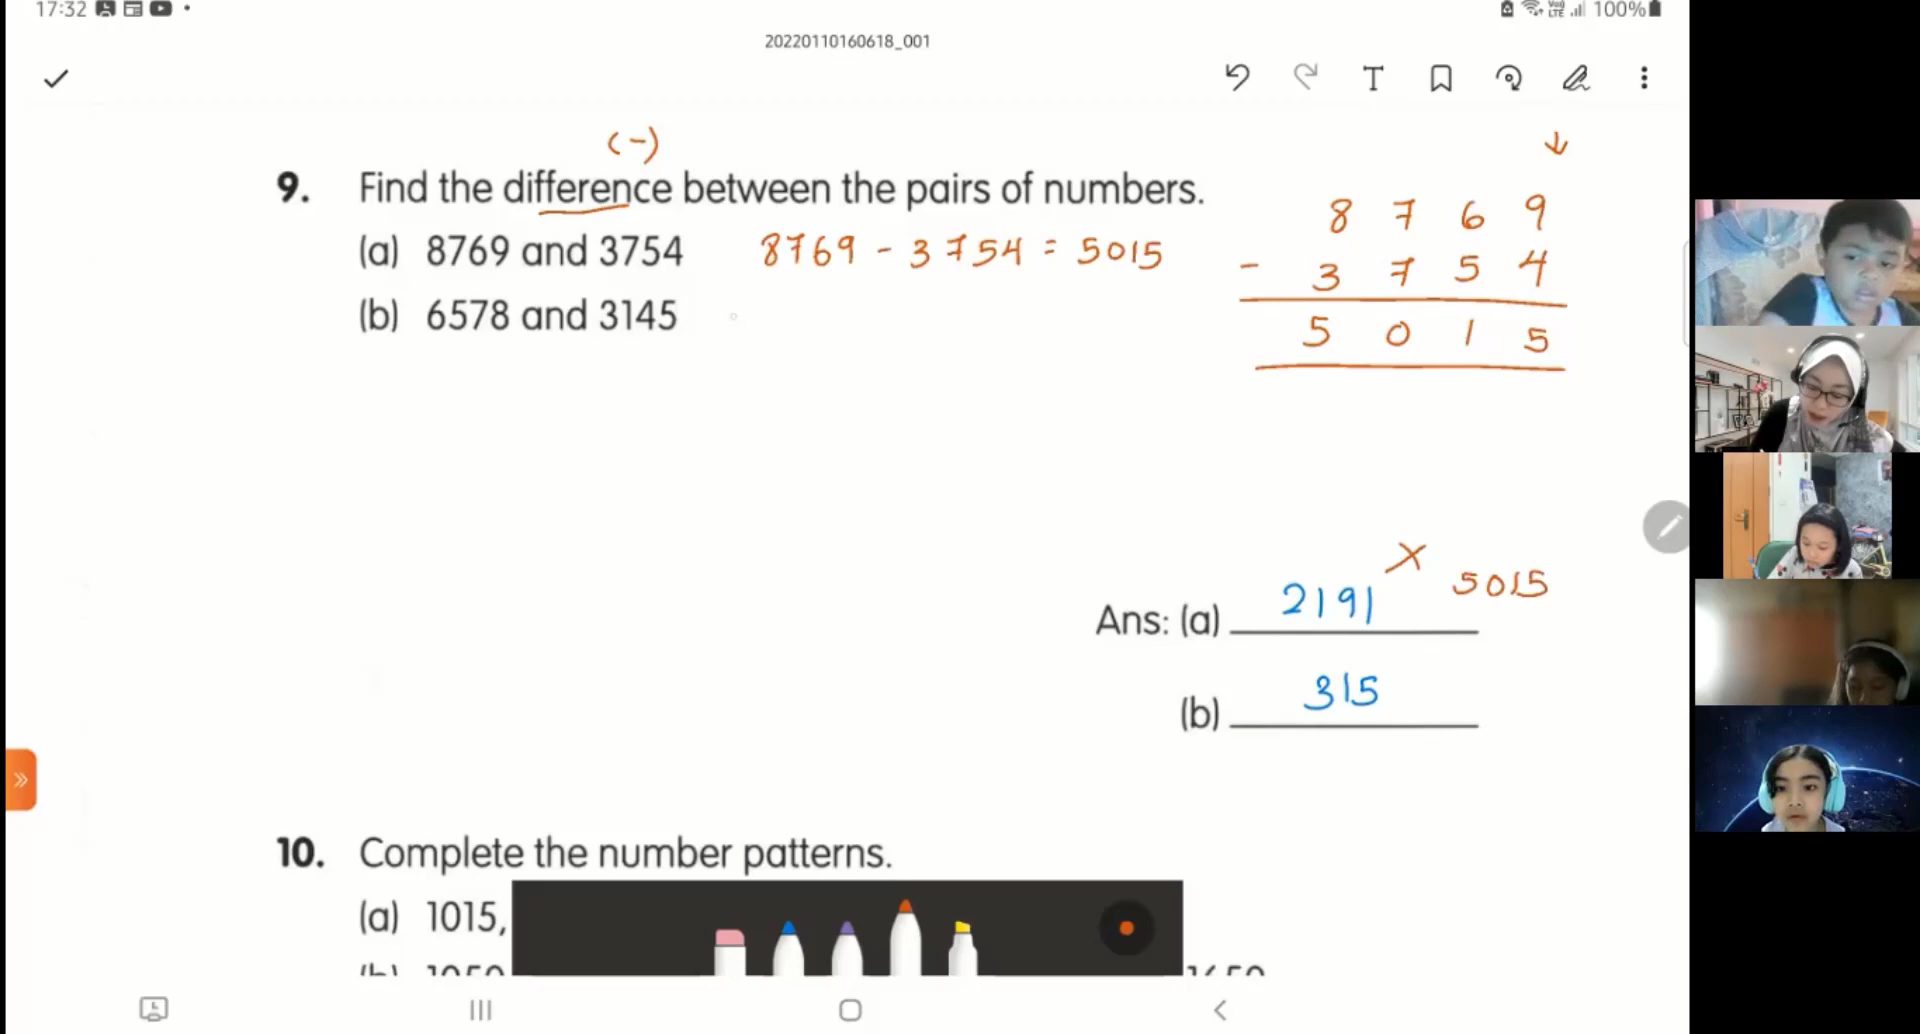 17:32
100%
20220110160618_001
T
(-)
9. Find the difference between the pairs of numbers.
(a) 8769 and 3754 8769 - 3754 = 5015
(b) 6578 and 3145
8 7 6 9
- 3 7 5 4
5 0 1 5
Ans: (a) 2191 X 5015
(b) 315
10. Complete the number patterns.
(a) 1015,